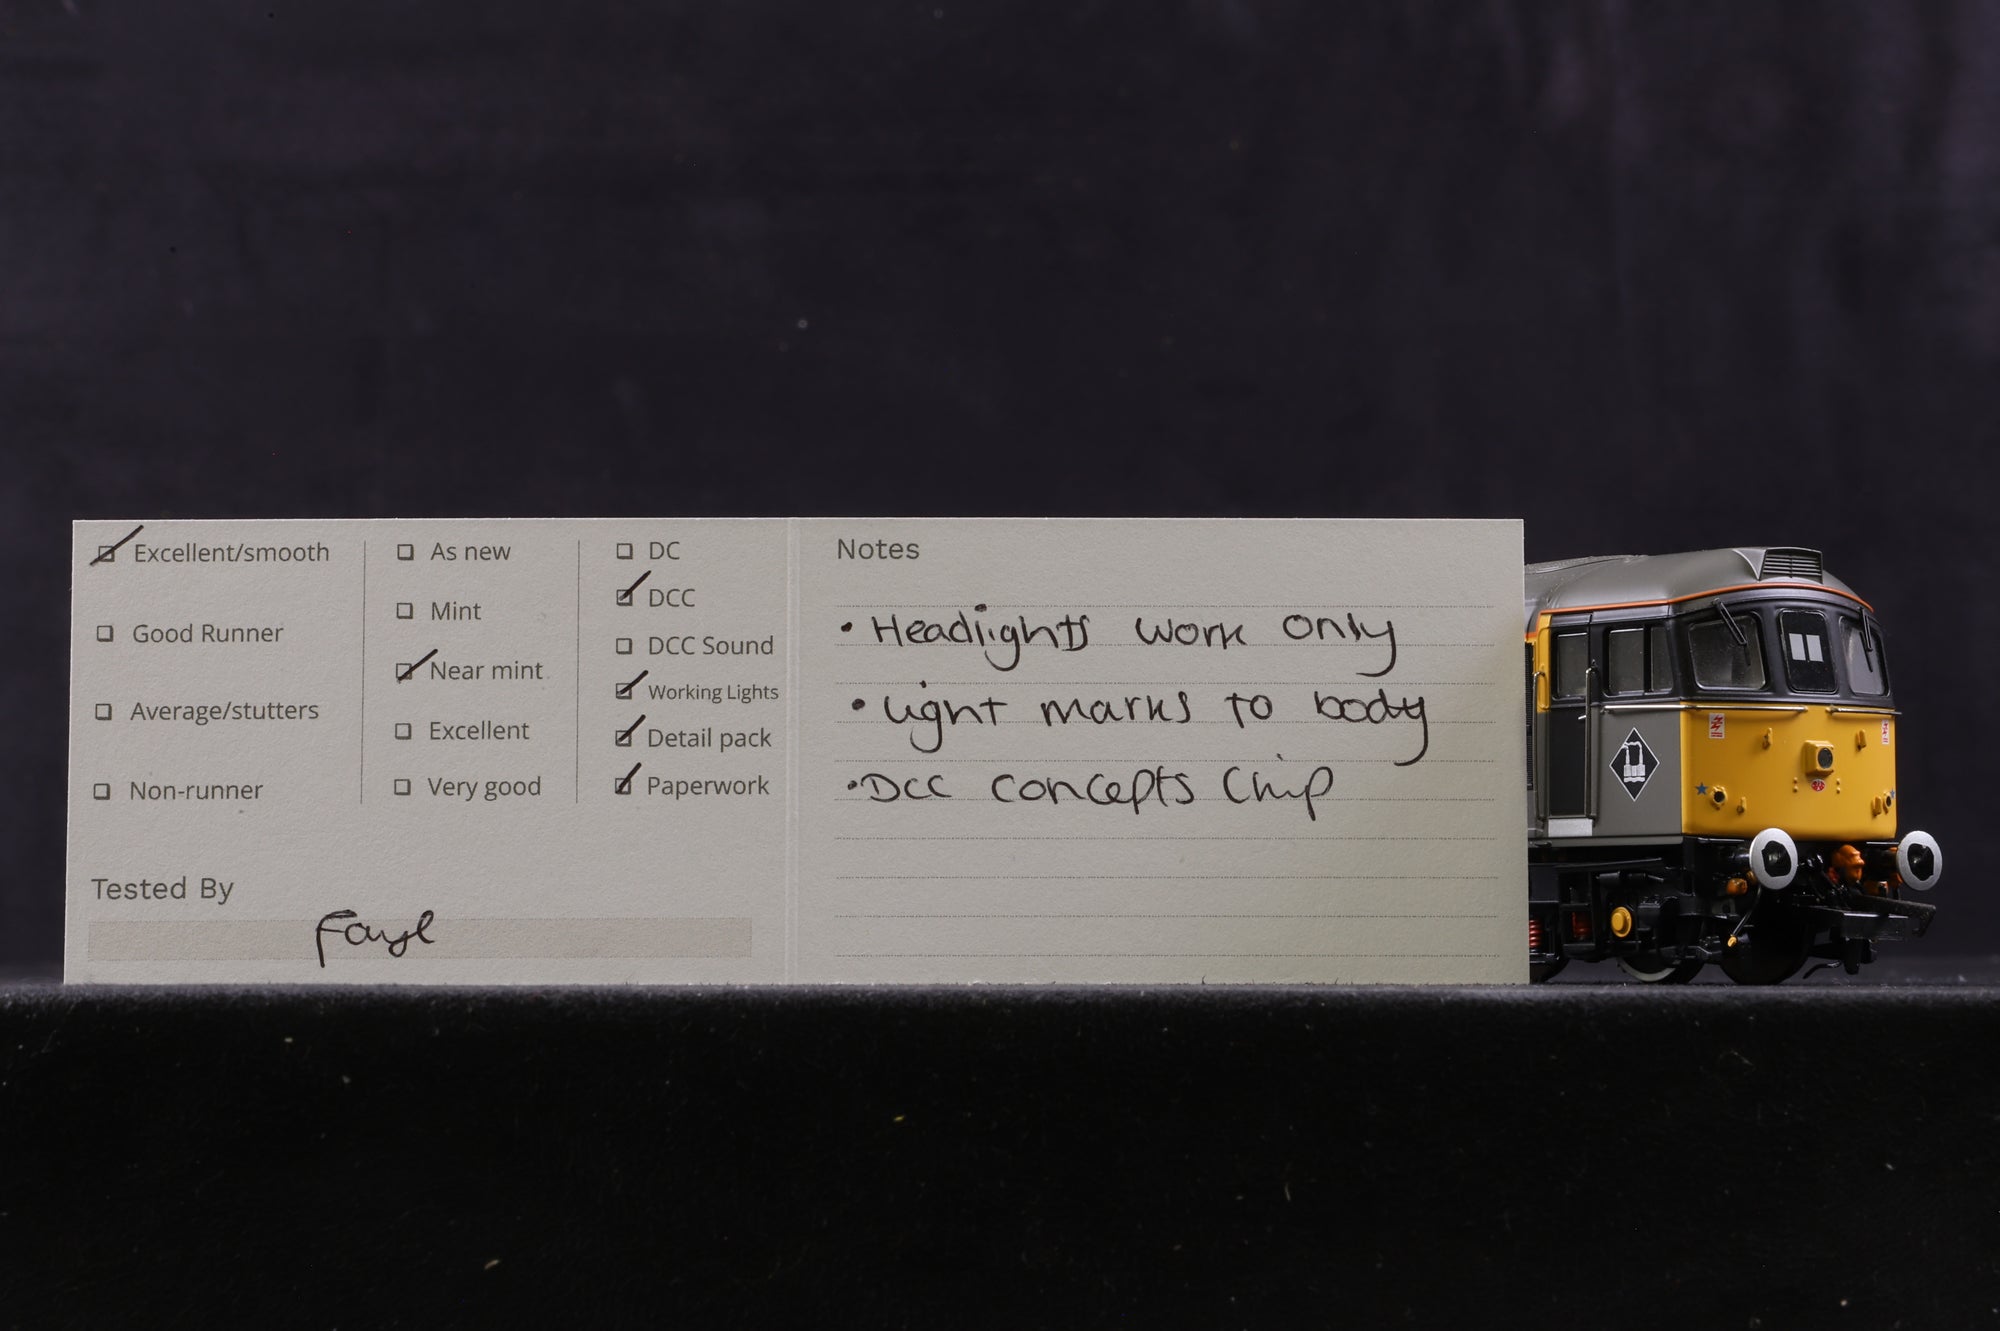 Excellent/smooth
Good Runner
Average/stutters
Non-runner
As new
Mint
Near mint
Excellent
Very good
DC
DCC
DCC Sound
Working Lights
Detail pack
Paperwork
Tested By
Notes
• Headlights work only
• Light marks to body
• DCC concepts Chip